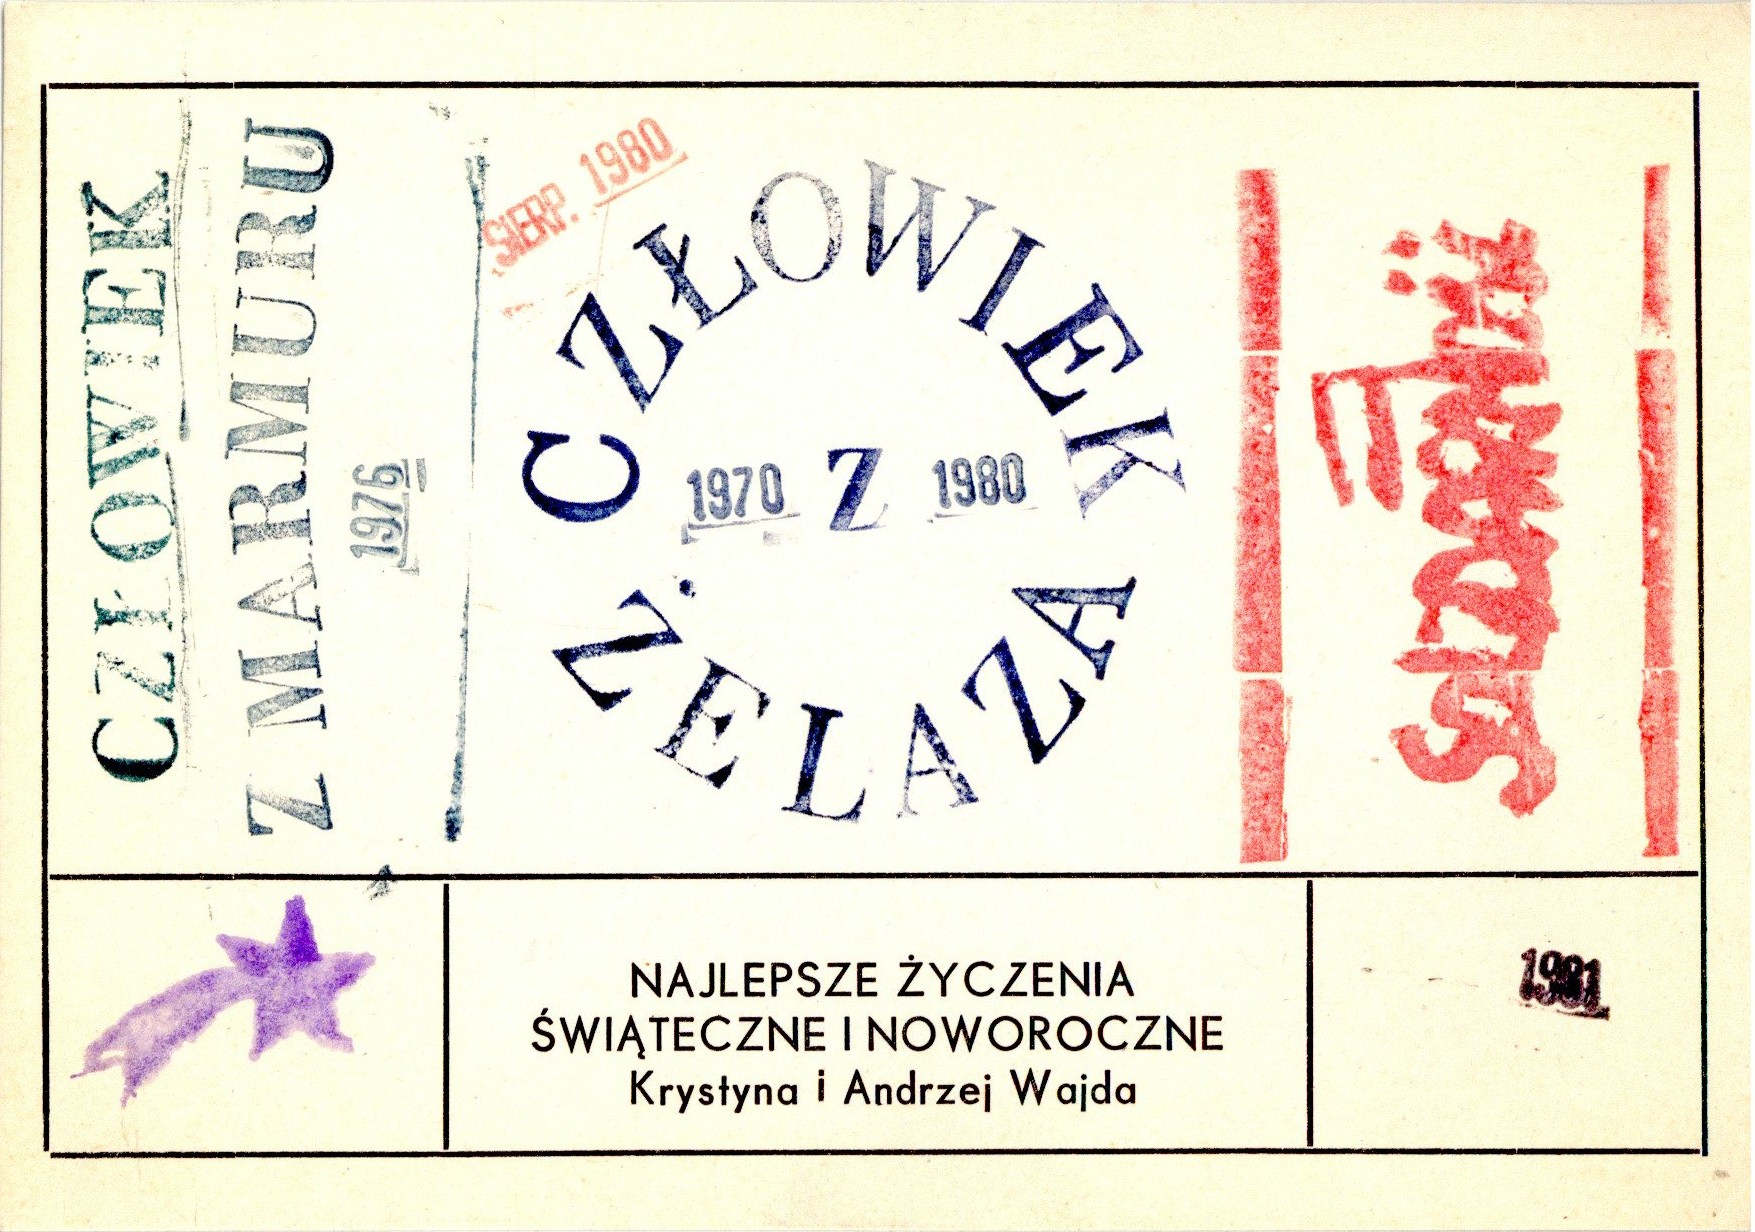 CZŁOWIEK
Z MARMURU
1976
SIERP. 1980
CZŁOWIEK
1970 Z 1980
ŻELAZA
SOLIDARNOŚĆ
NAJLEPSZE ŻYCZENIA
ŚWIĄTECZNE I NOWOROCZNE
Krystyna i Andrzej Wajda
1981